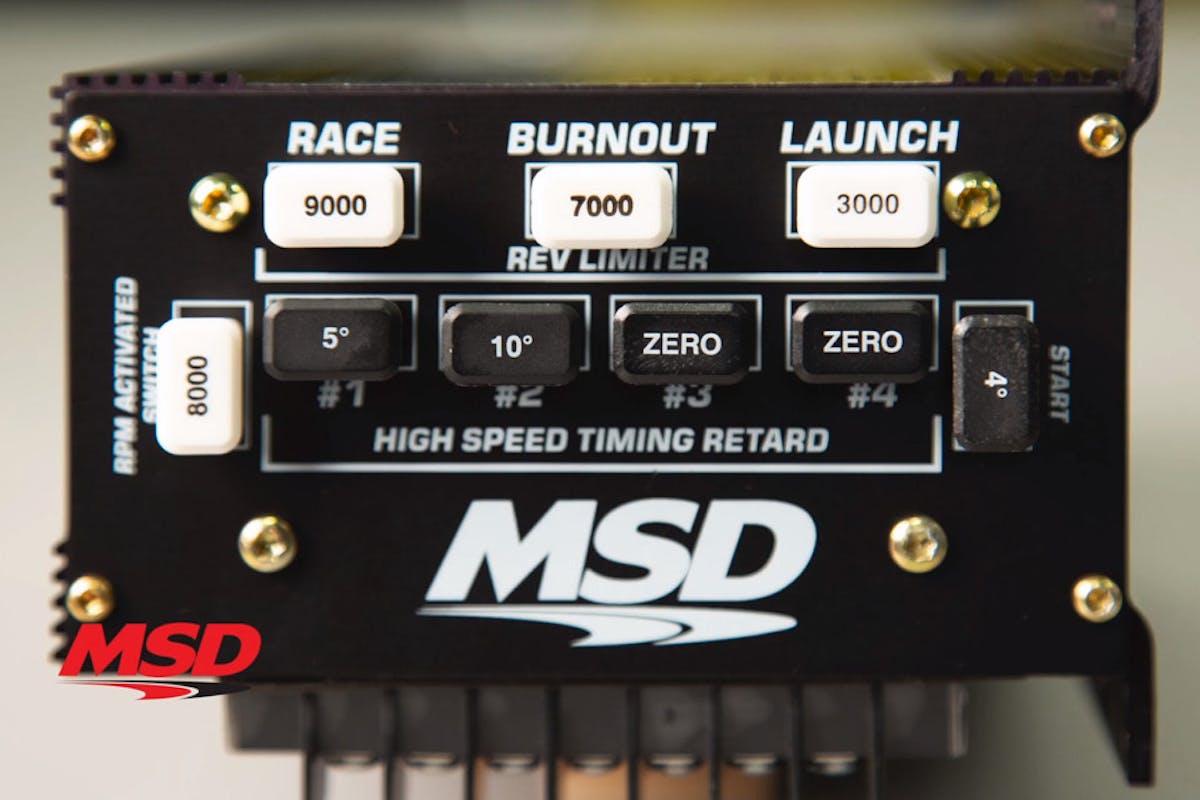 RACE BURNOUT LAUNCH
9000 7000 3000
REV LIMITER
RPM ACTIVATED
SWITCH
8000
5° 10° ZERO ZERO
4°
START
#1 #2 #3 #4
HIGH SPEED TIMING RETARD
MSD
MSD